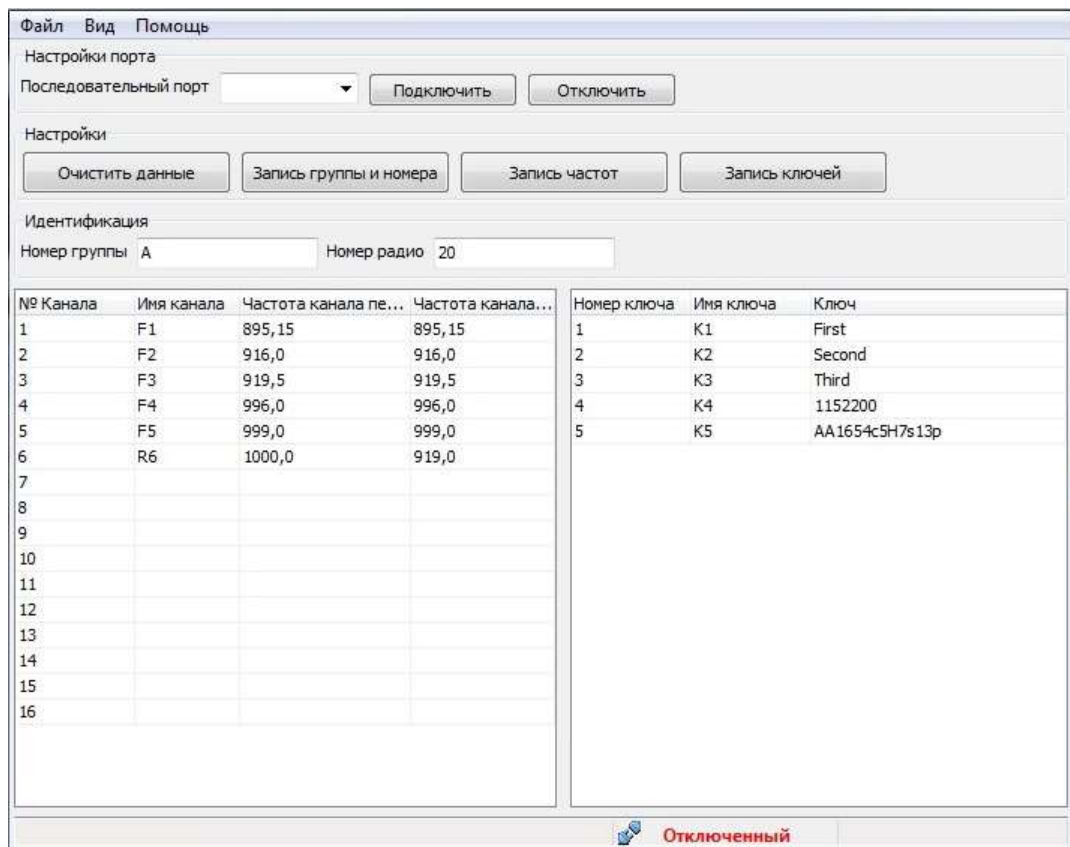 Файл Вид Помощь
Настройки порта
Последовательный порт Подключить Отключить
Настройки
Очистить данные Запись группы и номера Запись частот Запись ключей
Идентификация
Номер группы A Номер радио 20
№ Канала Имя канала Частота канала пе... Частота канала...
1 F1 895,15 895,15
2 F2 916,0 916,0
3 F3 919,5 919,5
4 F4 996,0 996,0
5 F5 999,0 999,0
6 R6 1000,0 919,0
7
8
9
10
11
12
13
14
15
16
Номер ключа Имя ключа Ключ
1 K1 First
2 K2 Second
3 K3 Third
4 K4 1152200
5 K5 AA1654c5H7s13p
Отключенный